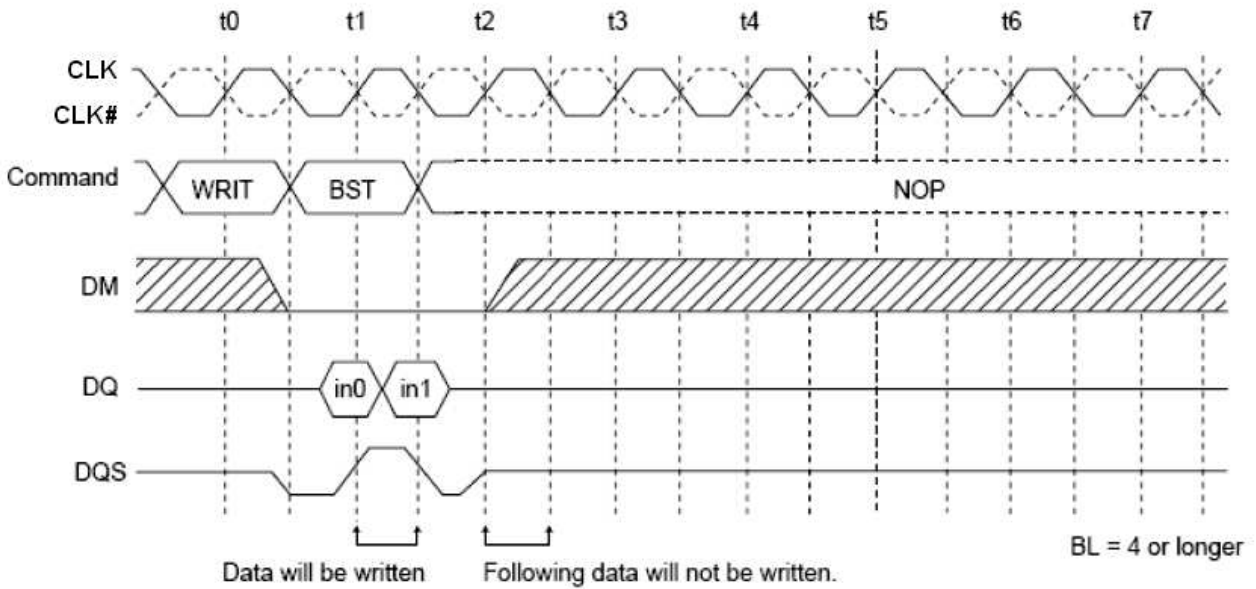 t0 t1 t2 t3 t4 t5 t6 t7
CLK
CLK#
Command WRIT BST NOP
DM
DQ in0 in1
DQS
BL = 4 or longer
Data will be written Following data will not be written.